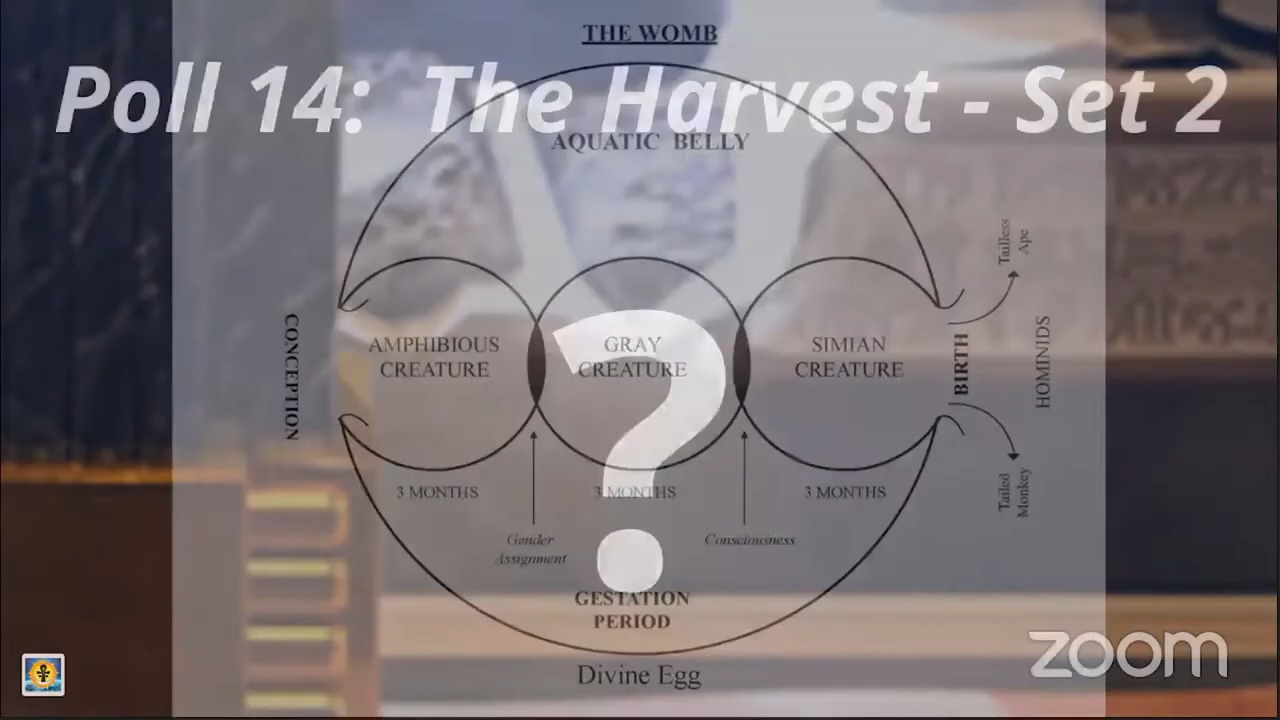 THE WOMB
Poll 14: The Harvest - Set 2
AQUATIC BELLY
CONCEPTION
AMPHIBIOUS
CREATURE
GRAY
CREATURE
SIMIAN
CREATURE
BIRTH
Tailless
Ape
HOMINIDS
Tailed
Monkey
3 MONTHS
3 MONTHS
3 MONTHS
Gender
Assignment
Consciousness
?
GESTATION
PERIOD
Divine Egg
zoom